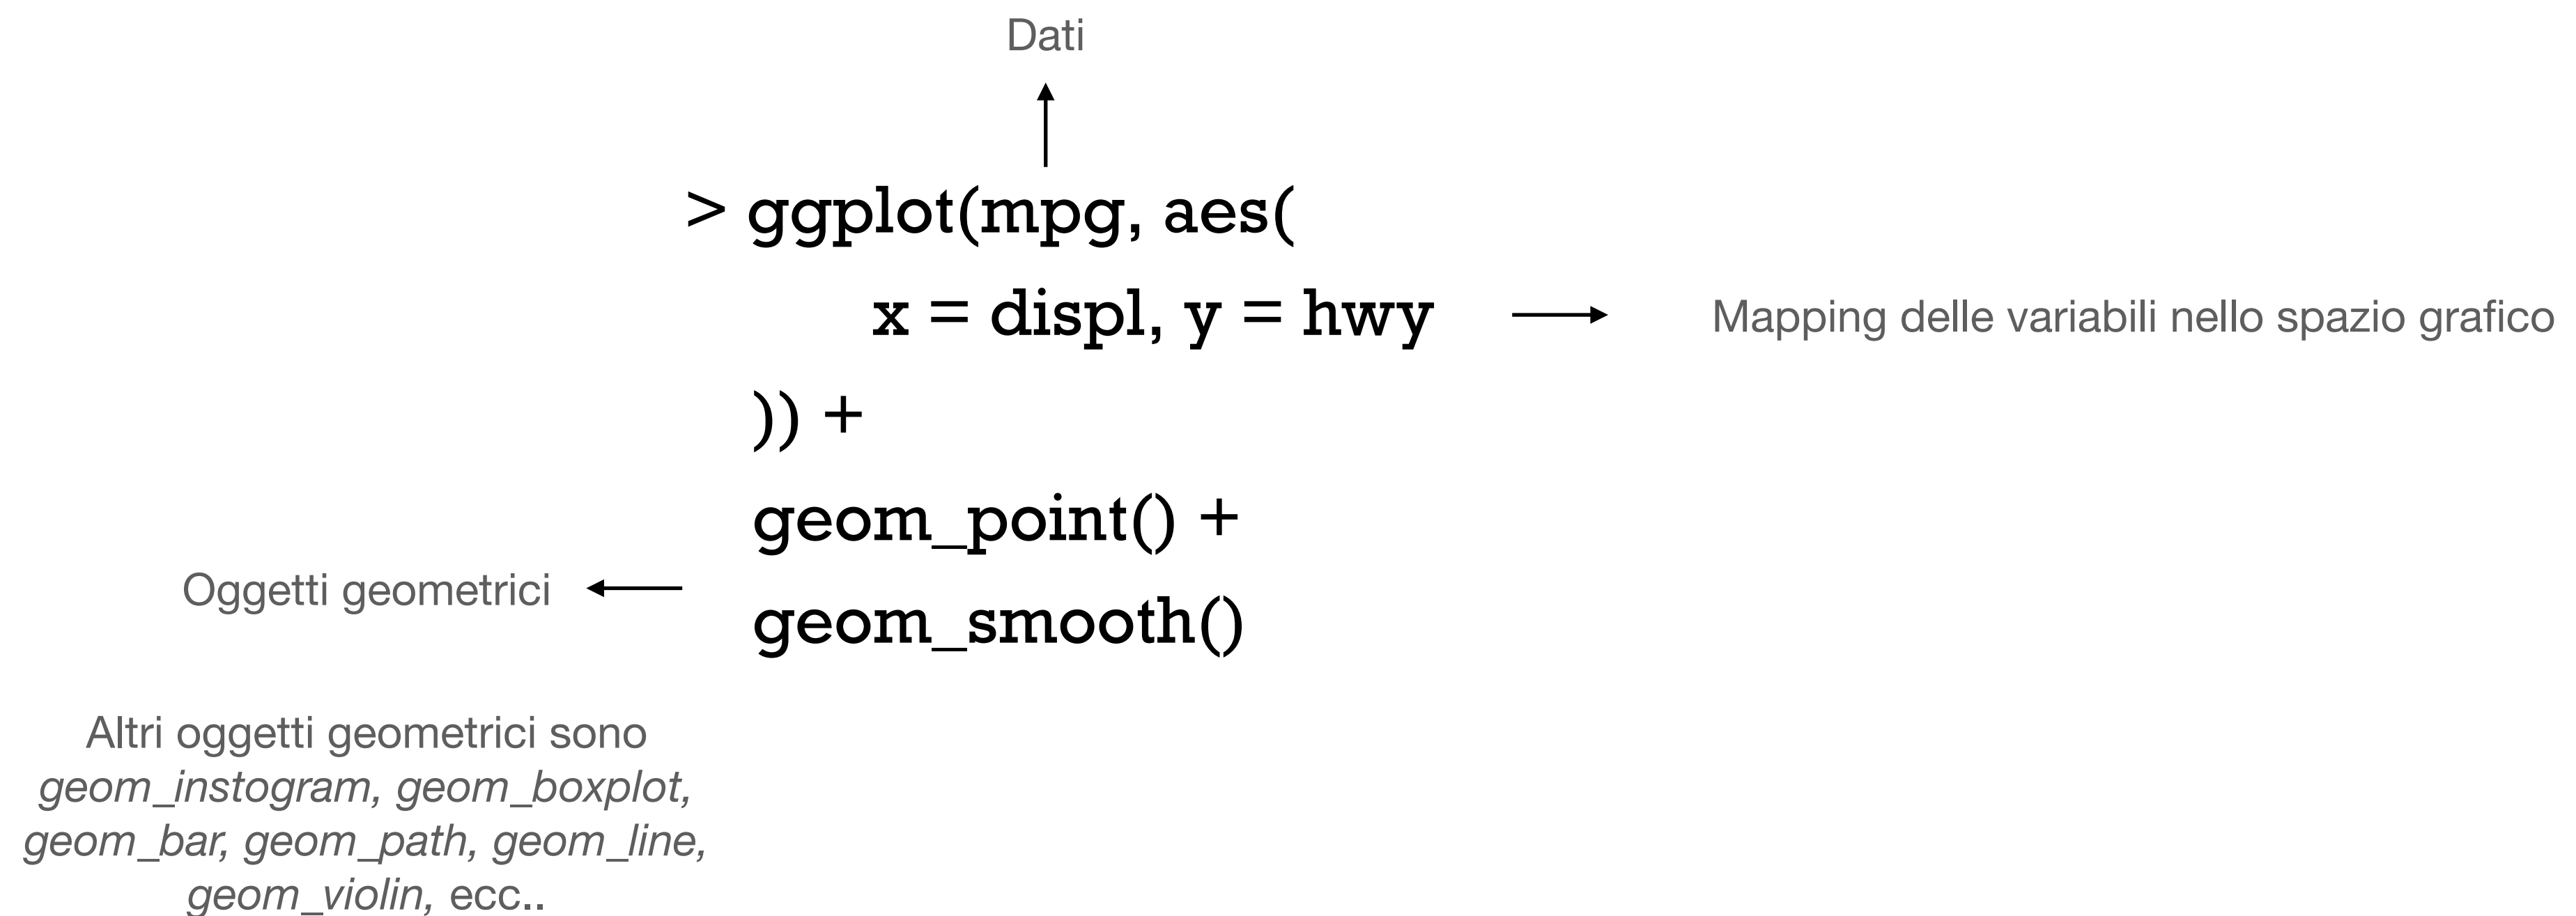 Dati
> ggplot(mpg, aes(
x = displ, y = hwy
Mapping delle variabili nello spazio grafico
)) +
geom_point() +
Oggetti geometrici
geom_smooth()
Altri oggetti geometrici sono
geom_instogram, geom_boxplot,
geom_bar, geom_path, geom_line,
geom_violin, ecc..